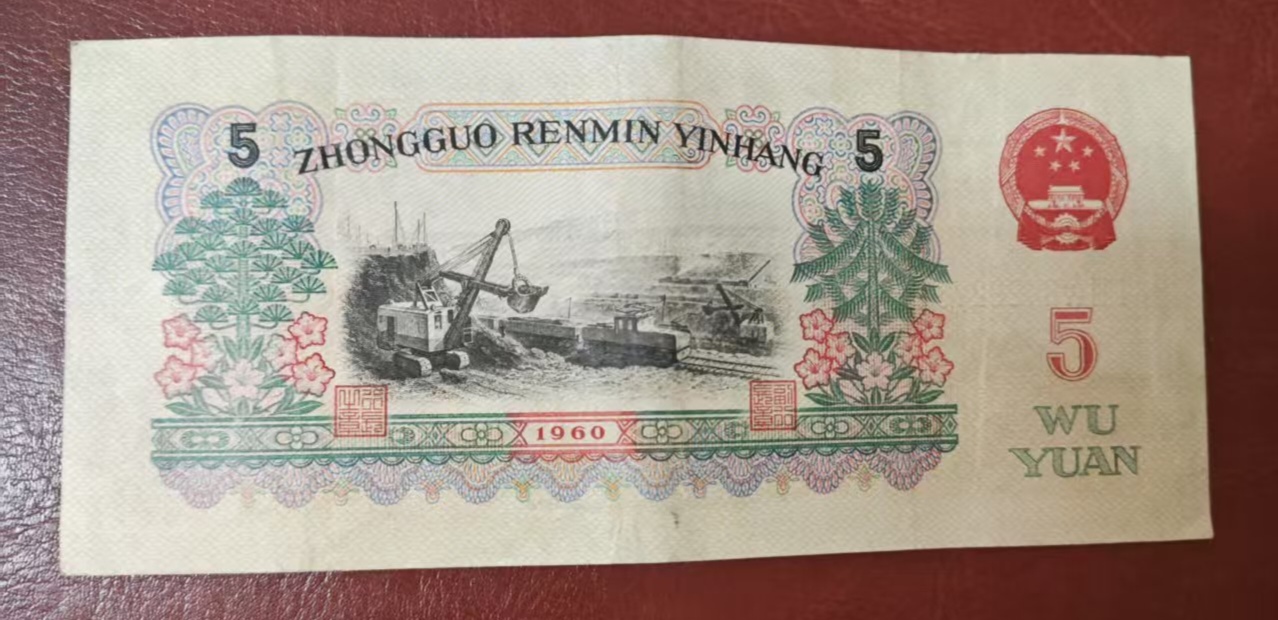 5 ZHONGGUO RENMIN YINHANG 5
5
WU
YUAN
1960